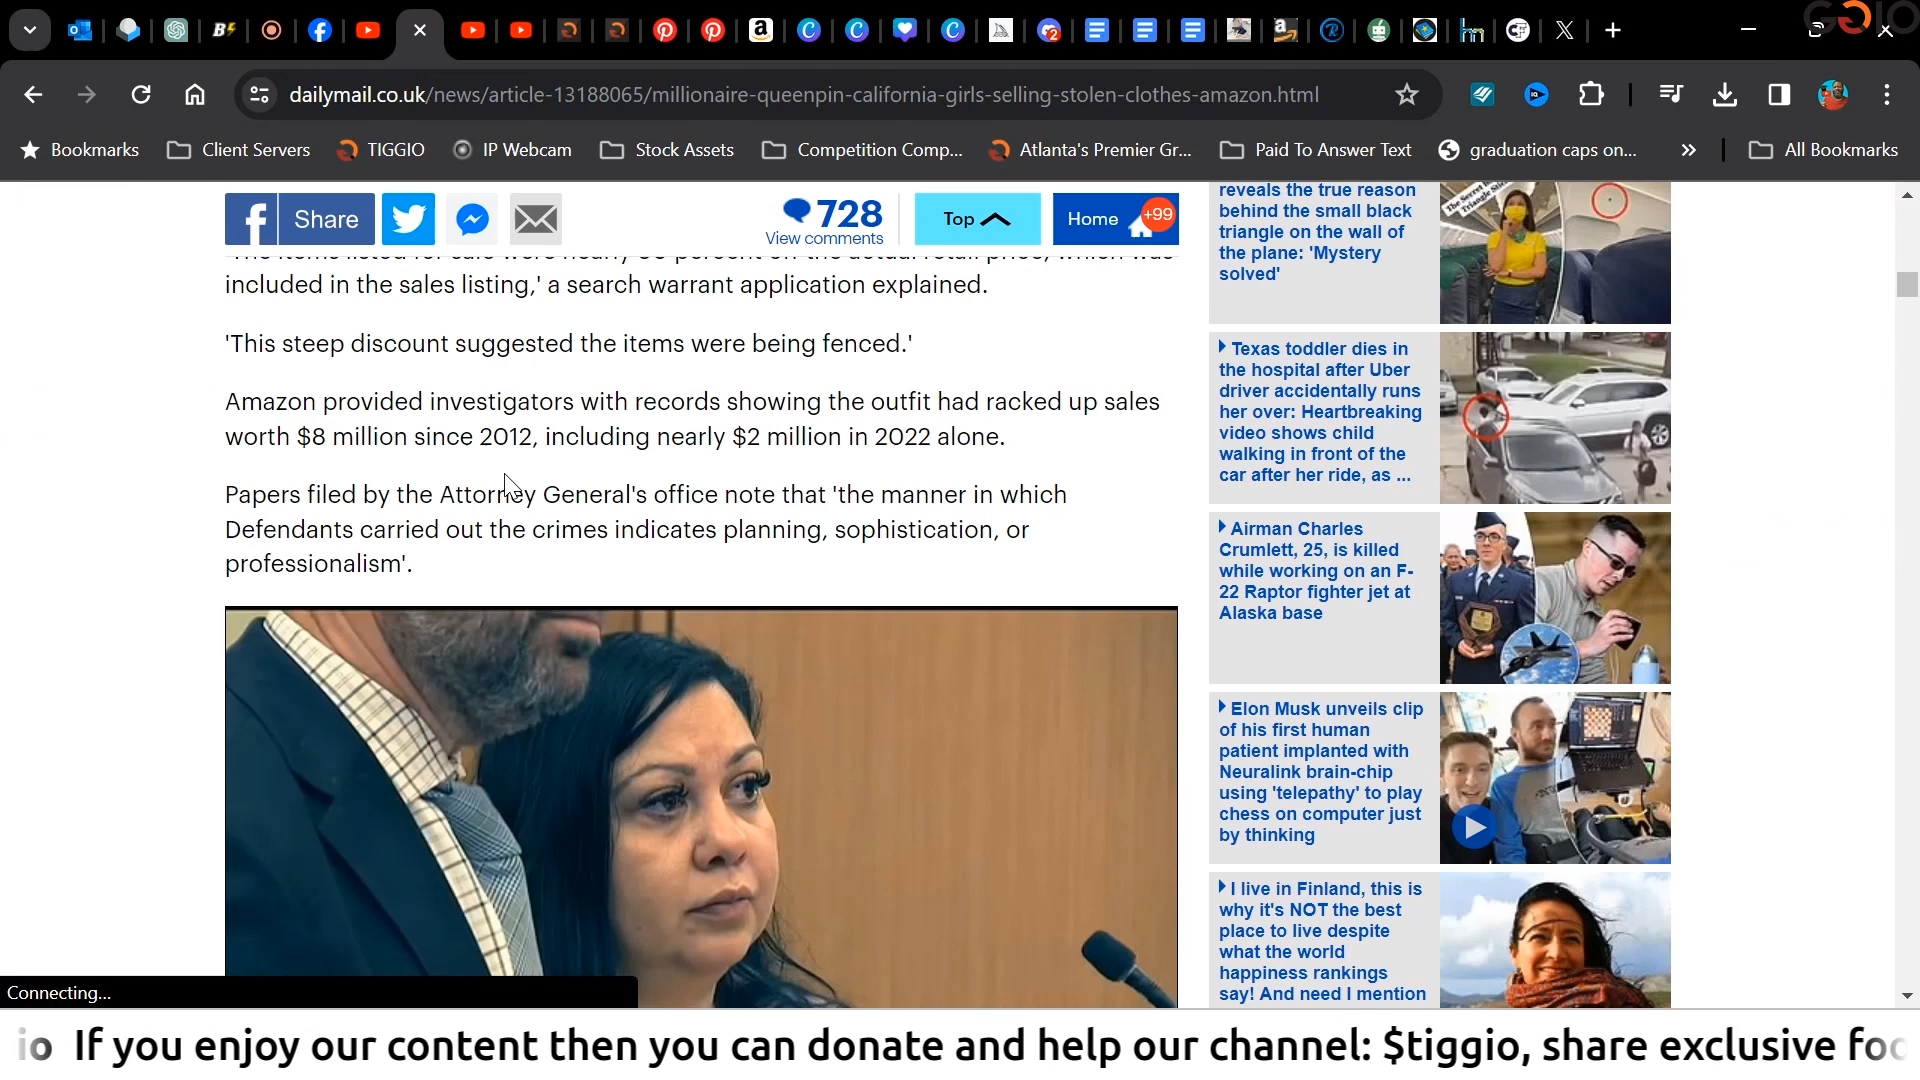 dailymail.co.uk/news/article-13188065/millionaire-queenpin-california-girls-selling-stolen-clothes-amazon.html
Bookmarks
Client Servers
TIGGIO
IP Webcam
Stock Assets
Competition Comp...
Atlanta's Premier Gr...
Paid To Answer Text
graduation caps on...
All Bookmarks
Share
728
View comments
Top
Home
+99
included in the sales listing,' a search warrant application explained.
'This steep discount suggested the items were being fenced.'
Amazon provided investigators with records showing the outfit had racked up sales
worth $8 million since 2012, including nearly $2 million in 2022 alone.
Papers filed by the Attorney General's office note that 'the manner in which
Defendants carried out the crimes indicates planning, sophistication, or
professionalism'.
reveals the true reason
behind the small black
triangle on the wall of
the plane: 'Mystery
solved'
Texas toddler dies in
the hospital after Uber
driver accidentally runs
her over: Heartbreaking
video shows child
walking in front of the
car after her ride, as ...
Airman Charles
Crumlett, 25, is killed
while working on an F-
22 Raptor fighter jet at
Alaska base
Elon Musk unveils clip
of his first human
patient implanted with
Neuralink brain-chip
using 'telepathy' to play
chess on computer just
by thinking
I live in Finland, this is
why it's NOT the best
place to live despite
what the world
happiness rankings
say! And need I mention
Connecting...
io If you enjoy our content then you can donate and help our channel: $tiggio, share exclusive foo